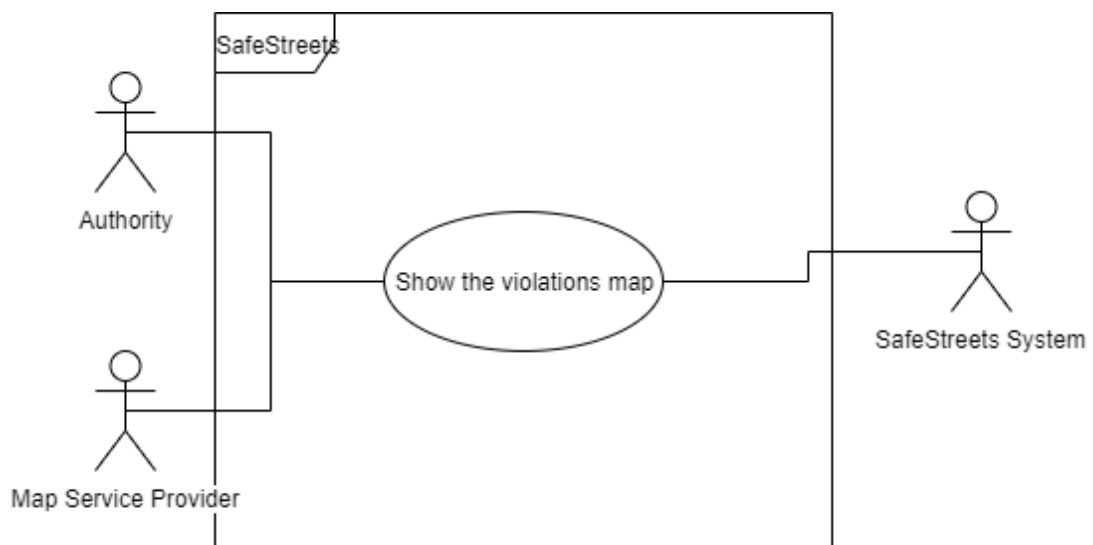 SafeStreets
Authority
Show the violations map
SafeStreets System
Map Service Provider